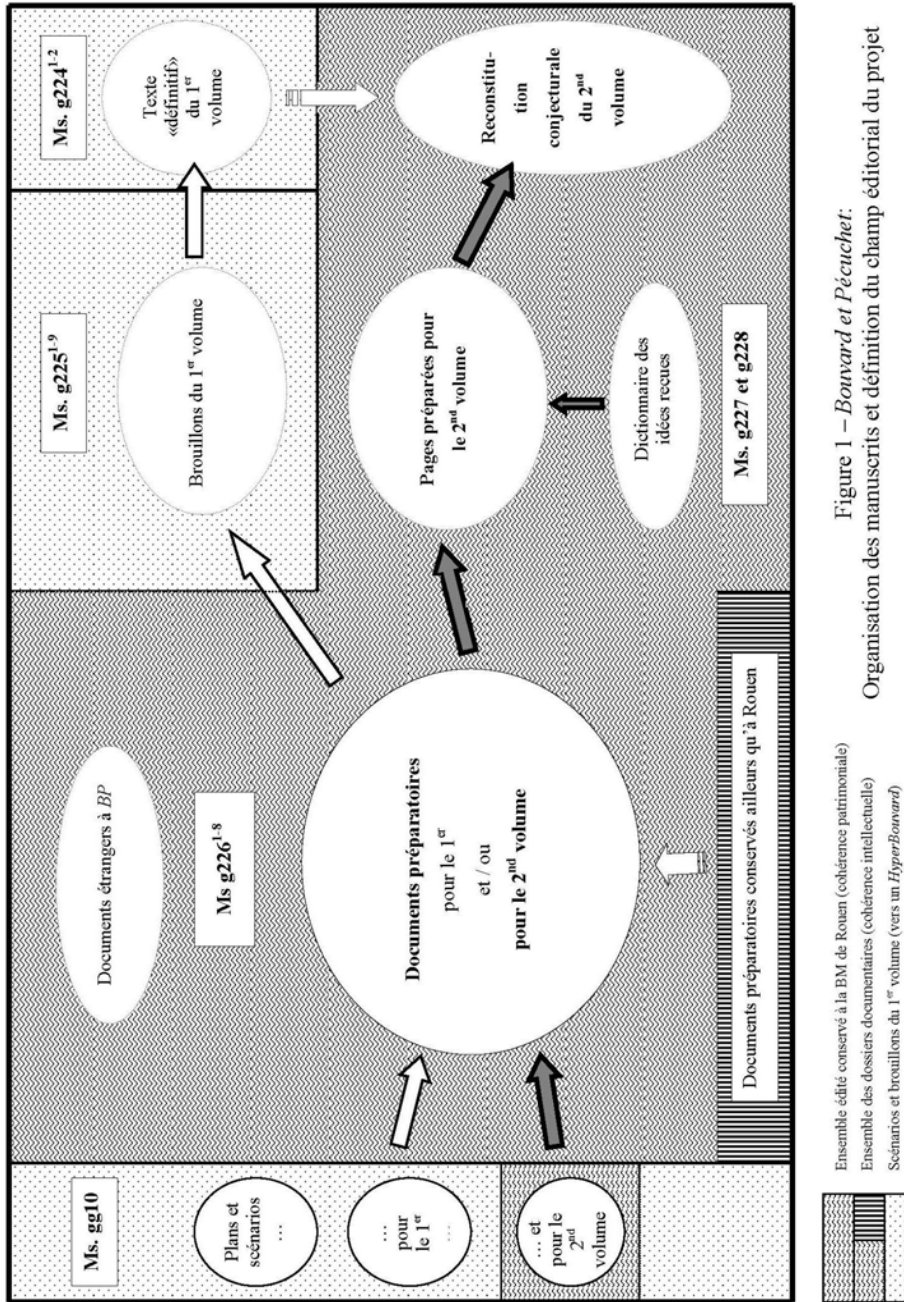 Ms. gg10
Plans et
scénarios
…
…
pour
le 1er
…
… et
pour le
2nd
volume
Documents étrangers à BP
Ms g2261-8
Documents préparatoires
pour le 1er
et / ou
pour le 2nd volume
Documents préparatoires conservés ailleurs qu’à Rouen
Ms. g2251-9
Brouillons du 1er volume
Pages préparées pour
le 2nd volume
Dictionnaire des
idées recues
Ms. g227 et g228
Ms. g2241-2
Texte
«définitif»
du 1er
volume
Reconstitu-
tion
conjecturale
du 2nd
volume
Ensemble édité conservé à la BM de Rouen (cohérence patrimoniale)
Ensemble des dossiers documentaires (cohérence intellectuelle)
Scénarios et brouillons du 1er volume (vers un HyperBouvard)
Figure 1 – Bouvard et Pécuchet:
Organisation des manuscrits et définition du champ éditorial du projet